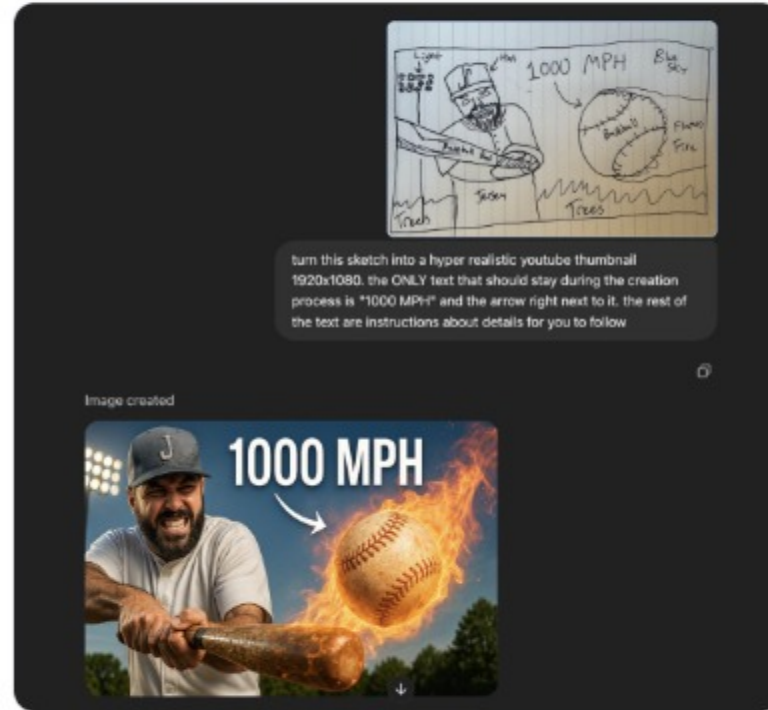 Light
Hat
1000 MPH
Blue
Sky
J
Baseball
Flames
Fire
Baseball Bat
Jersey
Trees
Trees
turn this sketch into a hyper realistic youtube thumbnail
1920x1080. the ONLY text that should stay during the creation
process is "1000 MPH" and the arrow right next to it. the rest of
the text are instructions about details for you to follow
Image created
J
1000 MPH